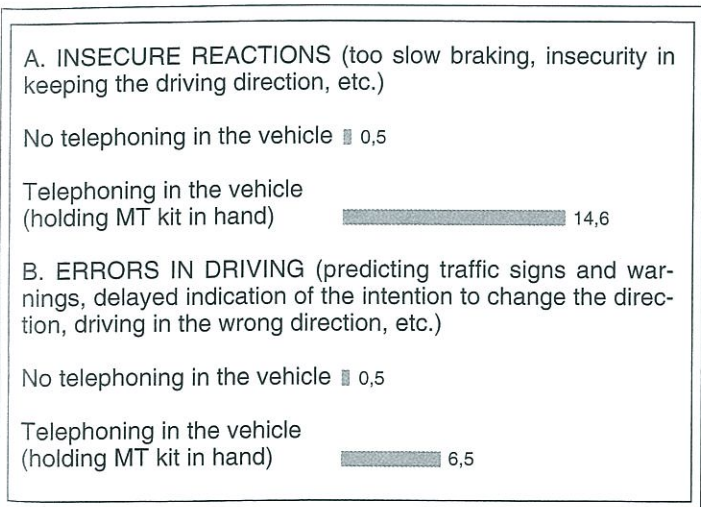 A. INSECURE REACTIONS (too slow braking, insecurity in
keeping the driving direction, etc.)
No telephoning in the vehicle 0,5
Telephoning in the vehicle
(holding MT kit in hand) 14,6
B. ERRORS IN DRIVING (predicting traffic signs and war-
nings, delayed indication of the intention to change the direc-
tion, driving in the wrong direction, etc.)
No telephoning in the vehicle 0,5
Telephoning in the vehicle
(holding MT kit in hand) 6,5